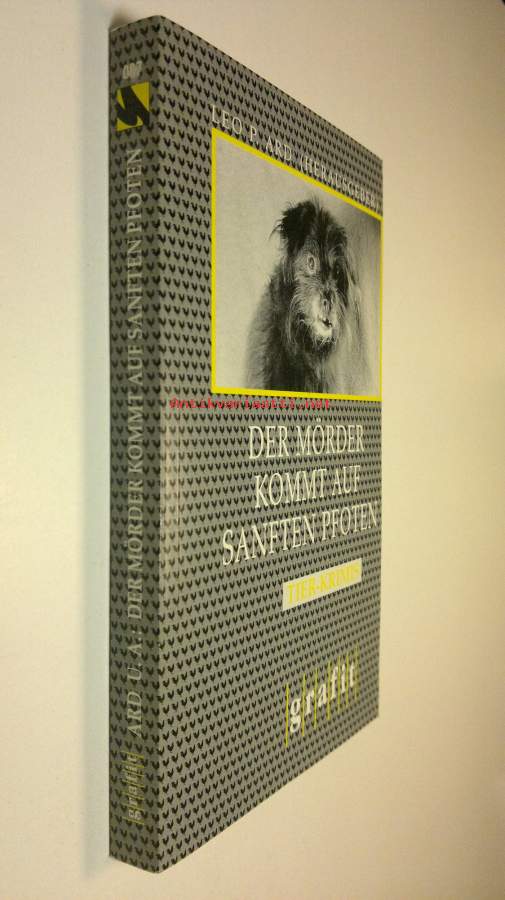 LEO P. ARD (HERAUSGEBER)
DER MÖRDER
KOMMT AUF
SANFTEN PFOTEN
TIER-KRIMIS
grafit
grafit ARD U. A.: DER MÖRDER KOMMT AUF SANFTEN PFOTEN